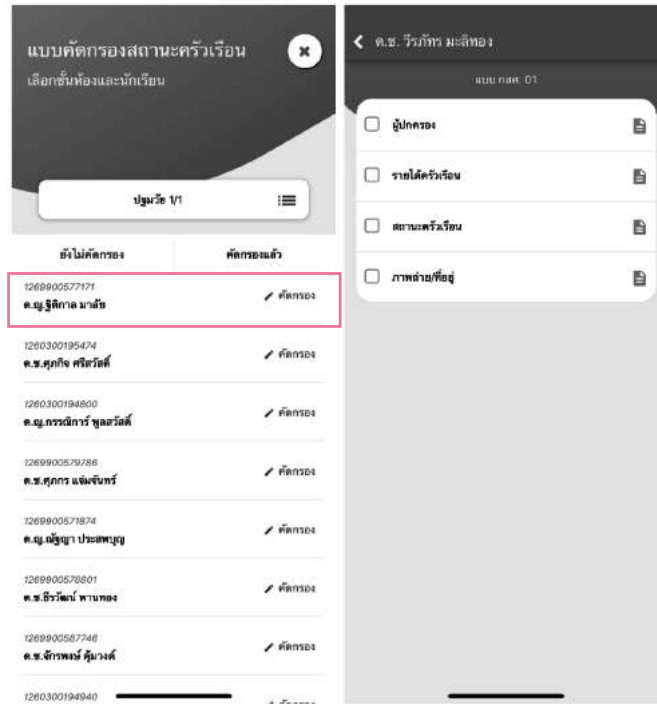 แบบคัดกรองสถานะครัวเรือน
เลือกชั้นห้องและนักเรียน
ปฐมวัย 1/1
ยังไม่คัดกรอง
คัดกรองแล้ว
1269900577171
ด.ญ.ฐิติกาล มาลัย
คัดกรอง
1260300195474
ด.ช.ศุภกิจ ศรีสวัสดิ์
คัดกรอง
1260300194800
ด.ญ.กรรณิการ์ พูลสวัสดิ์
คัดกรอง
1269900579786
ด.ช.ศุภกร แจ่มจันทร์
คัดกรอง
1269900571874
ด.ญ.ณัฐญา ประสพบุญ
คัดกรอง
1269900578801
ด.ช.ธีรวัฒน์ พานทอง
คัดกรอง
1269900587746
ด.ช.จักรพงษ์ คุ้มวงค์
คัดกรอง
1260300194940
ด.ช. วีรภัทร มะลิทอง
แบบ กสศ. 01
ผู้ปกครอง
รายได้ครัวเรือน
สถานะครัวเรือน
ภาพถ่าย/ที่อยู่